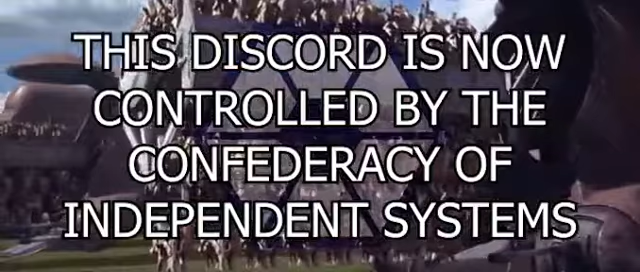 THIS DISCORD IS NOW
CONTROLLED BY THE
CONFEDERACY OF
INDEPENDENT SYSTEMS